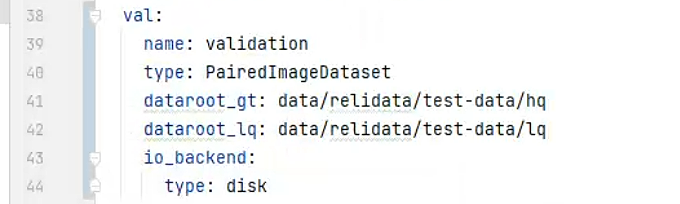 38 val:
39 name: validation
40 type: PairedImageDataset
41 dataroot_gt: data/relidata/test-data/hq
42 dataroot_lq: data/relidata/test-data/lq
43 io_backend:
44 type: disk